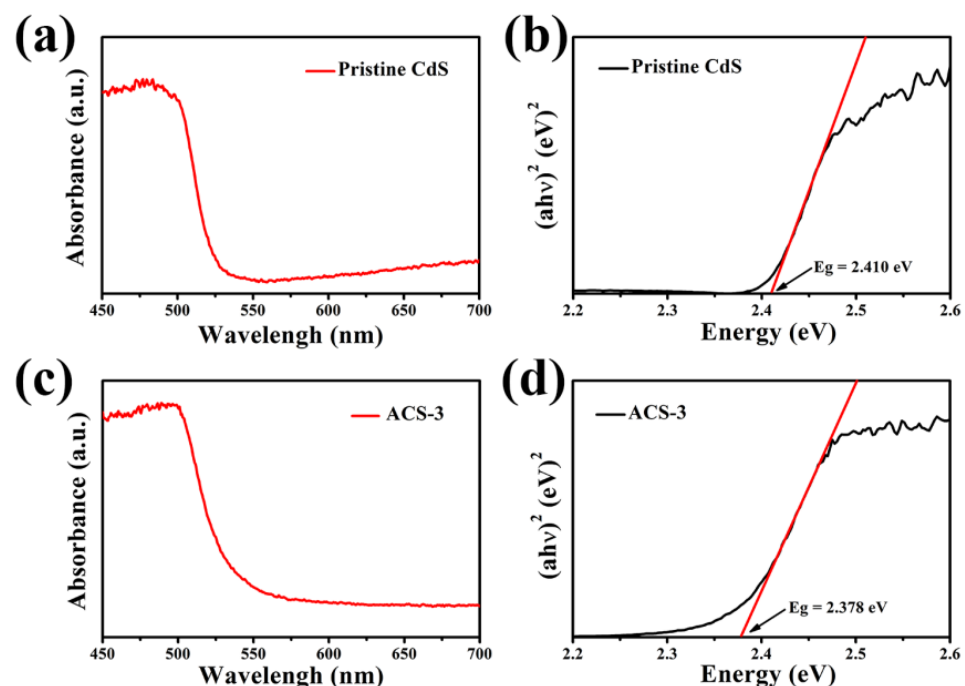 (a)
Pristine CdS
Absorbance (a.u.)
450 500 550 600 650 700
Wavelengh (nm)
(b)
Pristine CdS
(ahν)² (eV)²
Eg = 2.410 eV
2.2 2.3 2.4 2.5 2.6
Energy (eV)
(c)
ACS-3
Absorbance (a.u.)
450 500 550 600 650 700
Wavelengh (nm)
(d)
ACS-3
(ahν)² (eV)²
Eg = 2.378 eV
2.2 2.3 2.4 2.5 2.6
Energy (eV)